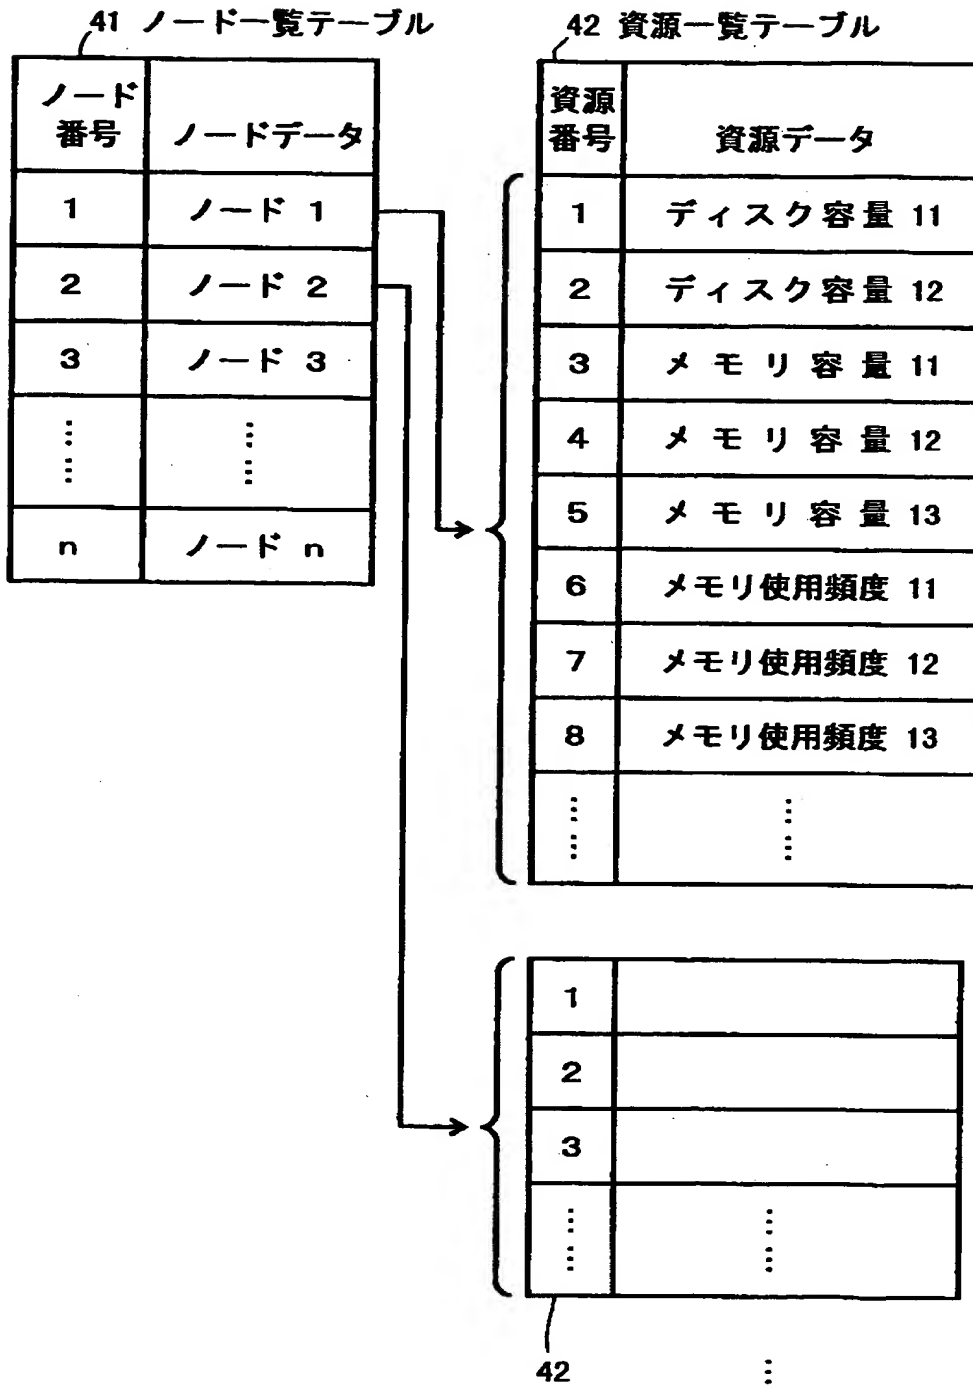 41 ノード一覧テーブル
ノード
番号
ノードデータ
1 ノード 1
2 ノード 2
3 ノード 3
…… ……
n ノード n
42 資源一覧テーブル
資源
番号
資源データ
1 ディスク容量 11
2 ディスク容量 12
3 メモリ容量 11
4 メモリ容量 12
5 メモリ容量 13
6 メモリ使用頻度 11
7 メモリ使用頻度 12
8 メモリ使用頻度 13
…… ……
1
2
3
…… ……
42
…